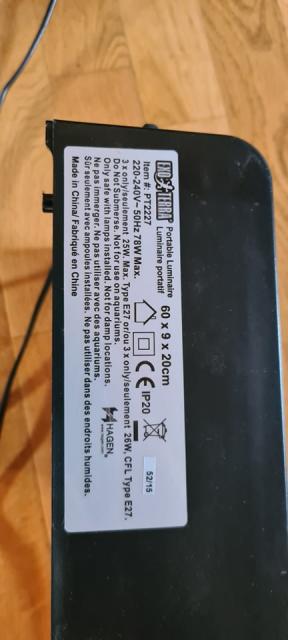 EXO TERRA®
Portable Luminaire
Luminaire portatif
60 x 9 x 20cm
Item #: PT2227
220-240V~ 50Hz 78W Max.
IP20
52/15
3 x only/seulement 25W, Max. Type E27 or/ou 3 x only/seulement 26W, CFL Type E27.
Do Not Submerse. Not for use on aquariums.
Only safe with lamps installed. Not for damp locations.
Ne pas immerger. Ne pas utiliser avec des aquariums.
Sûr seulement avec ampoules installées. Ne pas utiliser dans des endroits humides.
Made in China/ Fabriqué en Chine
HAGEN®
www.hagen.com